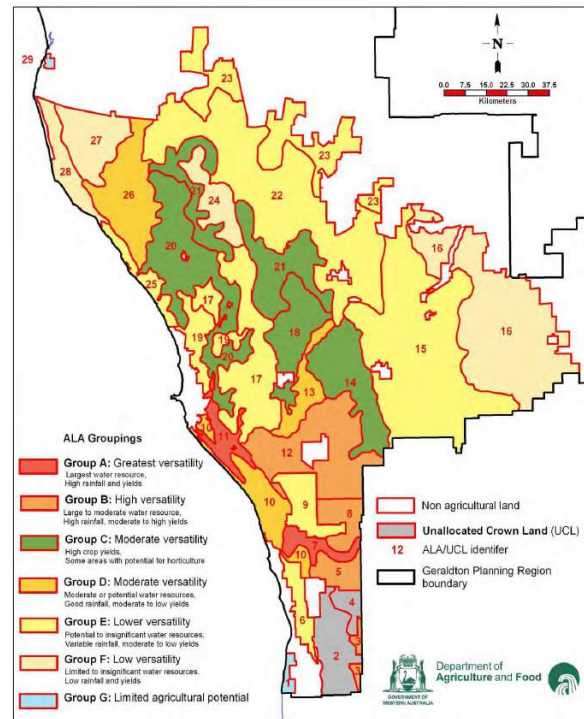 29
23
27
23
28
22
26
24
23
21
20
16
21
25
17
16
18
15
19
19
20
14
17
13
10
11
12
9
10
8
7
10
5
4
6
2
3
3
1
N
0.0 7.5 15.0 22.5 30.0 37.5
Kilometers
ALA Groupings
Group A: Greatest versatility
Largest water resource,
High rainfall and yields
Group B: High versatility
Large to moderate water resource,
High rainfall, moderate to high yields
Group C: Moderate versatility
High crop yields,
Some areas with potential for horticulture
Group D: Moderate versatility
Moderate or potential water resources,
Good rainfall, moderate to low yields
Group E: Lower versatility
Potential to insignificant water resources,
Variable rainfall, moderate to low yields
Group F: Low versatility
Limited to insignificant water resources,
Low rainfall and yields
Group G: Limited agricultural potential
Non agricultural land
Unallocated Crown Land (UCL)
12 ALA/UCL identifer
Geraldton Planning Region
boundary
GOVERNMENT OF
WESTERN AUSTRALIA
Department of
Agriculture and Food